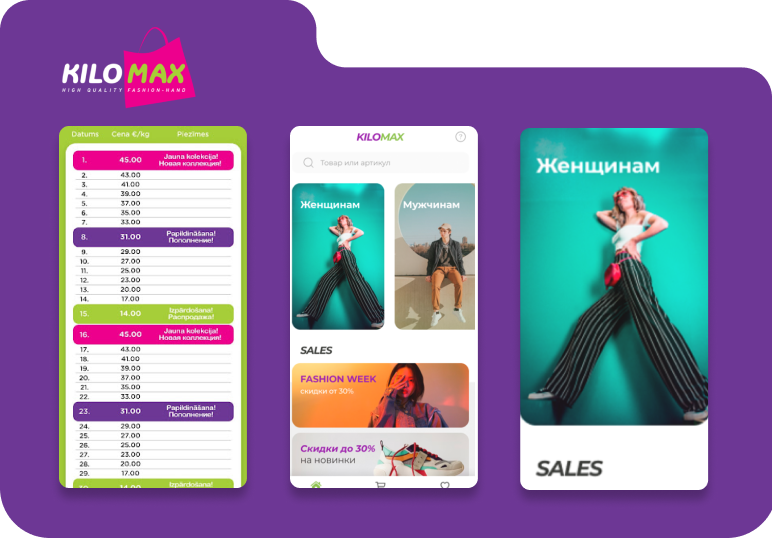 KILO MAX
HIGH QUALITY FASHION-HAND
Datums Cena €/kg Piezīmes
1. 45.00 Jauna kolekcija!
Новая коллекция!
2. 43.00
3. 41.00
4. 39.00
5. 37.00
6. 35.00
7. 33.00
8. 31.00 Papildināšana!
Пополнение!
9. 29.00
10. 27.00
11. 25.00
12. 23.00
13. 20.00
14. 17.00
15. 14.00 Izpārdošana!
Распродажа!
16. 45.00 Jauna kolekcija!
Новая коллекция!
17. 43.00
18. 41.00
19. 39.00
20. 37.00
21. 35.00
22. 33.00
23. 31.00 Papildināšana!
Пополнение!
24. 29.00
25. 27.00
26. 25.00
27. 23.00
28. 20.00
29. 17.00
30. 14.00 Izpārdošana!
KILOMAX
?
Товар или артикул
Женщинам
Мужчинам
SALES
FASHION WEEK
скидки от 30%
Скидки до 30%
на новинки
Женщинам
SALES